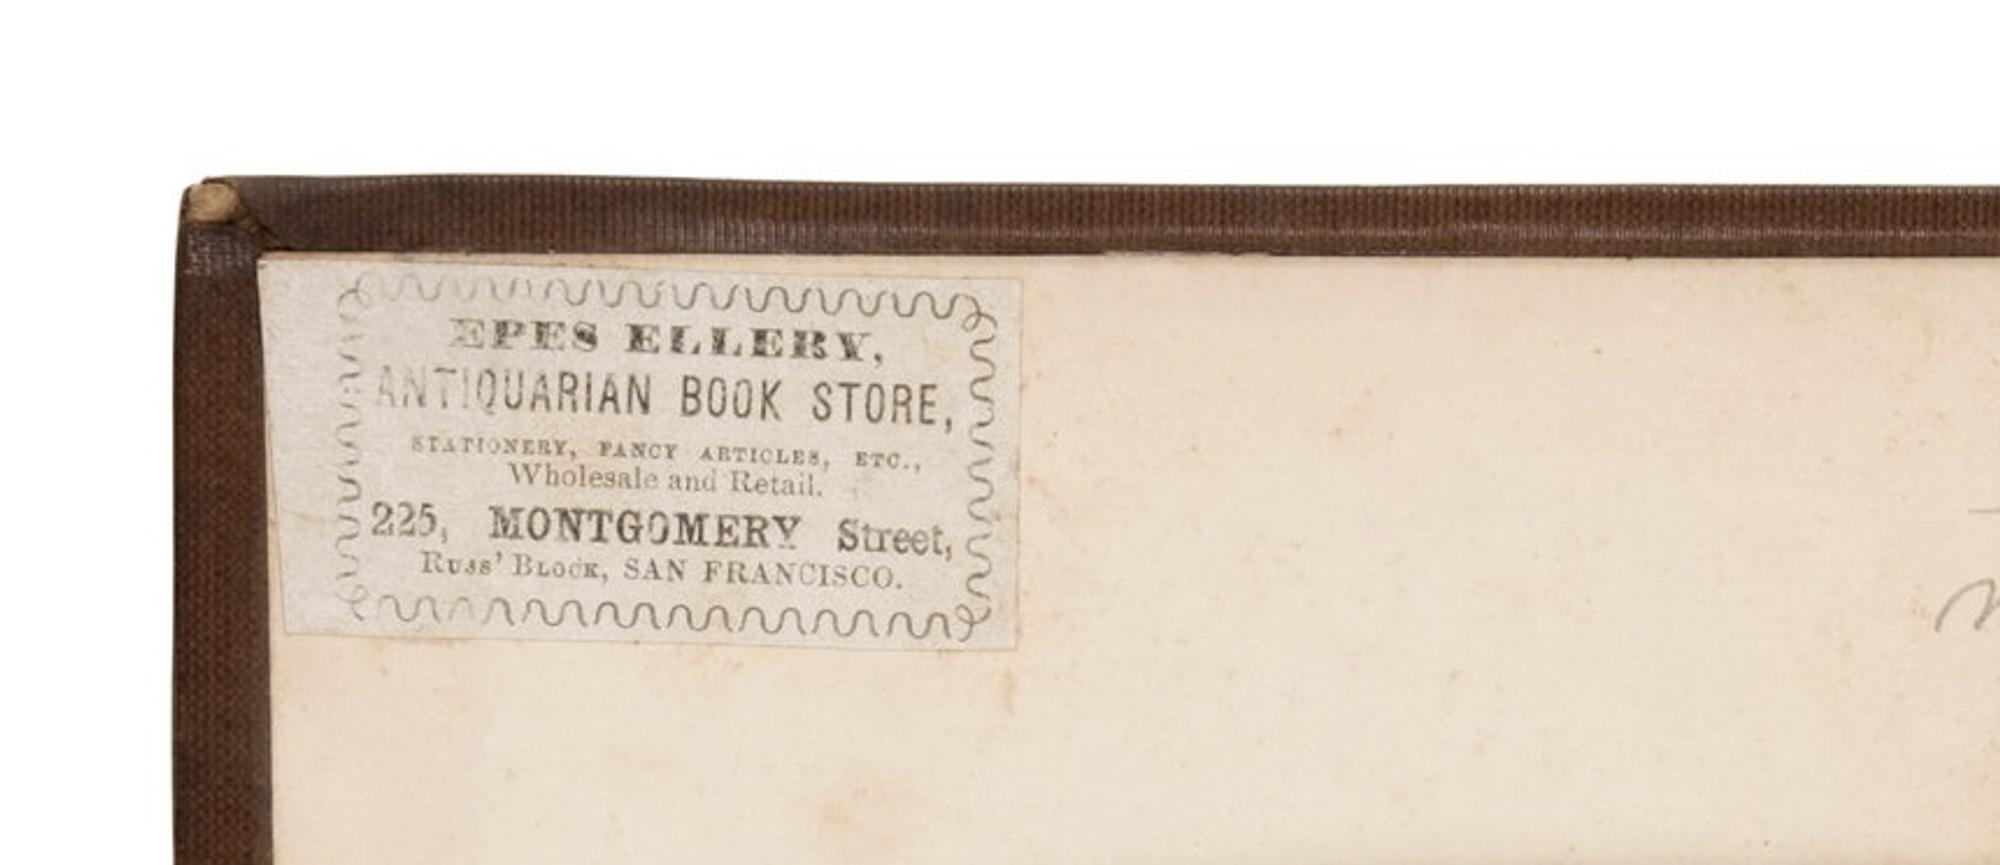 EPES ELLERY,
ANTIQUARIAN BOOK STORE,
STATIONERY, FANCY ARTICLES, ETC.,
Wholesale and Retail.
225, MONTGOMERY Street,
RUSS' BLOCK, SAN FRANCISCO.